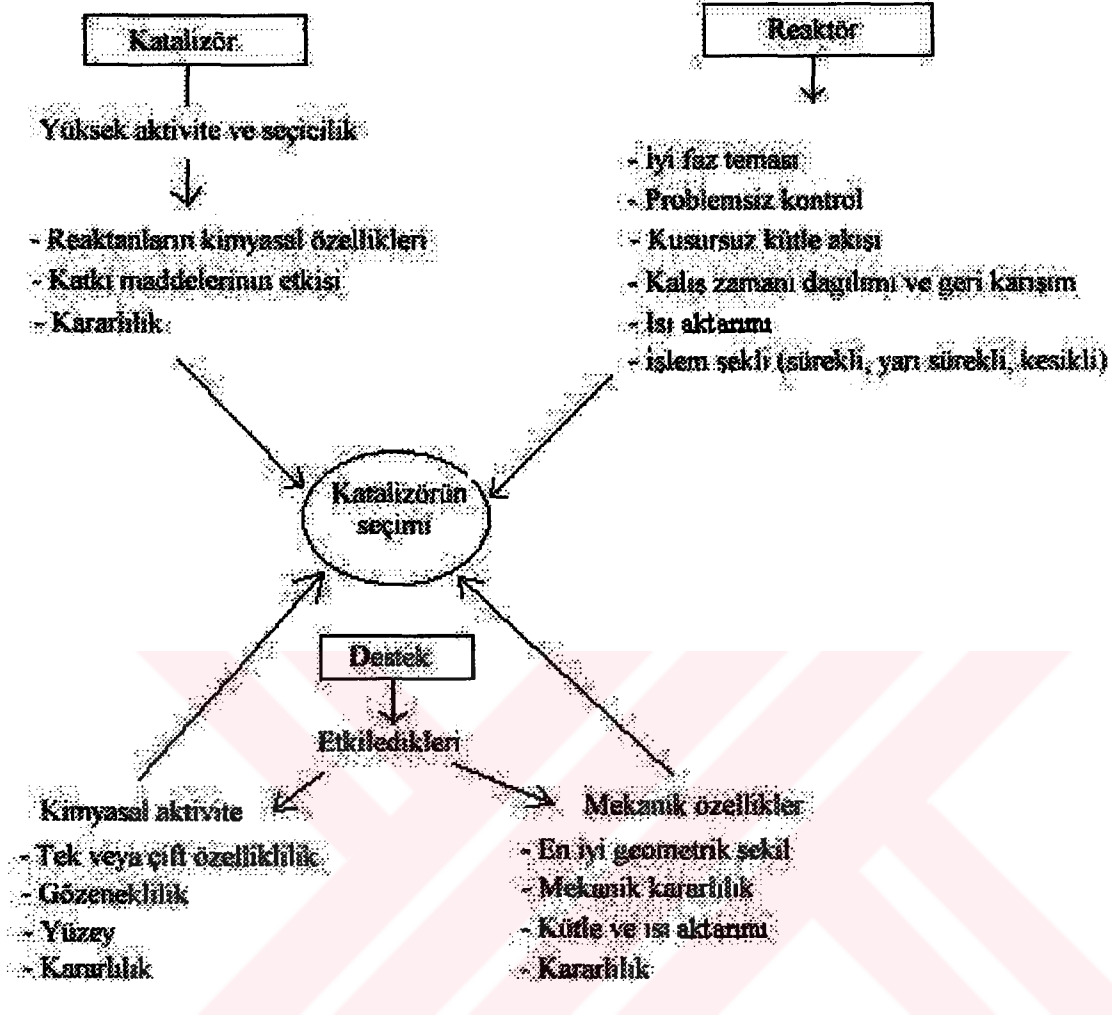 Katalizör
Yüksek aktivite ve seçicilik
- Reaktanların kimyasal özellikleri
- Katkı maddelerinin etkisi
- Kararlılık
Reaktör
- İyi faz teması
- Problemsiz kontrol
- Kusursuz kütle akışı
- Kalış zamanı dagılımı ve geri karışım
- Isı aktarımı
- işlem şekli (sürekli, yarı sürekli, kesikli)
Katalizörün
seçimi
Destek
Etkiledikleri
Kimyasal aktivite
- Tek veya çift özelliklilik
- Gözeneklilik
- Yüzey
- Kararlılık
Mekanik özellikler
- En iyi geometrik şekil
- Mekanik kararlılık
- Kütle ve ısı aktarımı
- Kararlılık